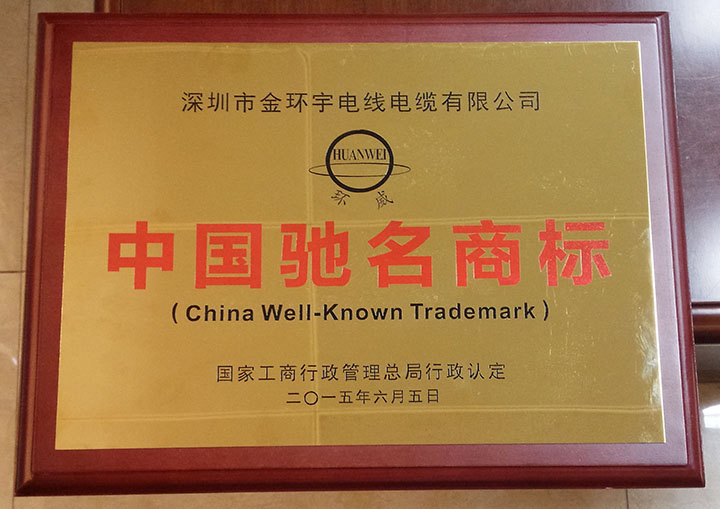 深圳市金环宇电线电缆有限公司
HUANWEI
环威
中国驰名商标
(China Well-Known Trademark)
国家工商行政管理总局行政认定
二〇一五年六月五日